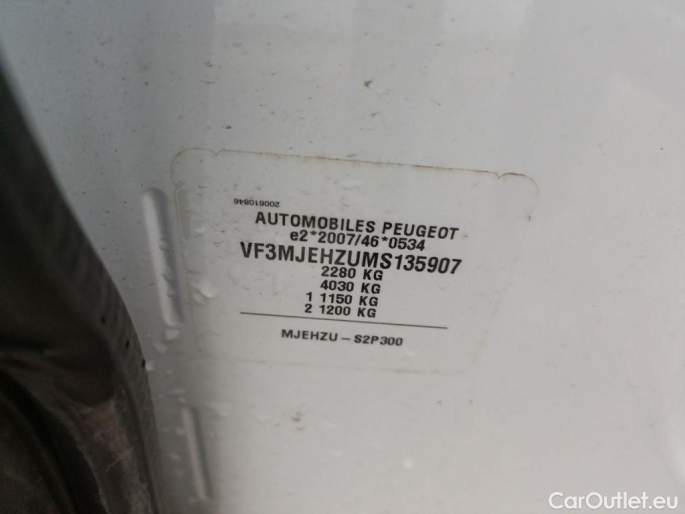 200610846
AUTOMOBILES PEUGEOT
e2*2007/46*0534
VF3MJEHZUMS135907
2280 KG
4030 KG
1 1150 KG
2 1200 KG
MJEHZU – S2P300
CarOutlet.eu